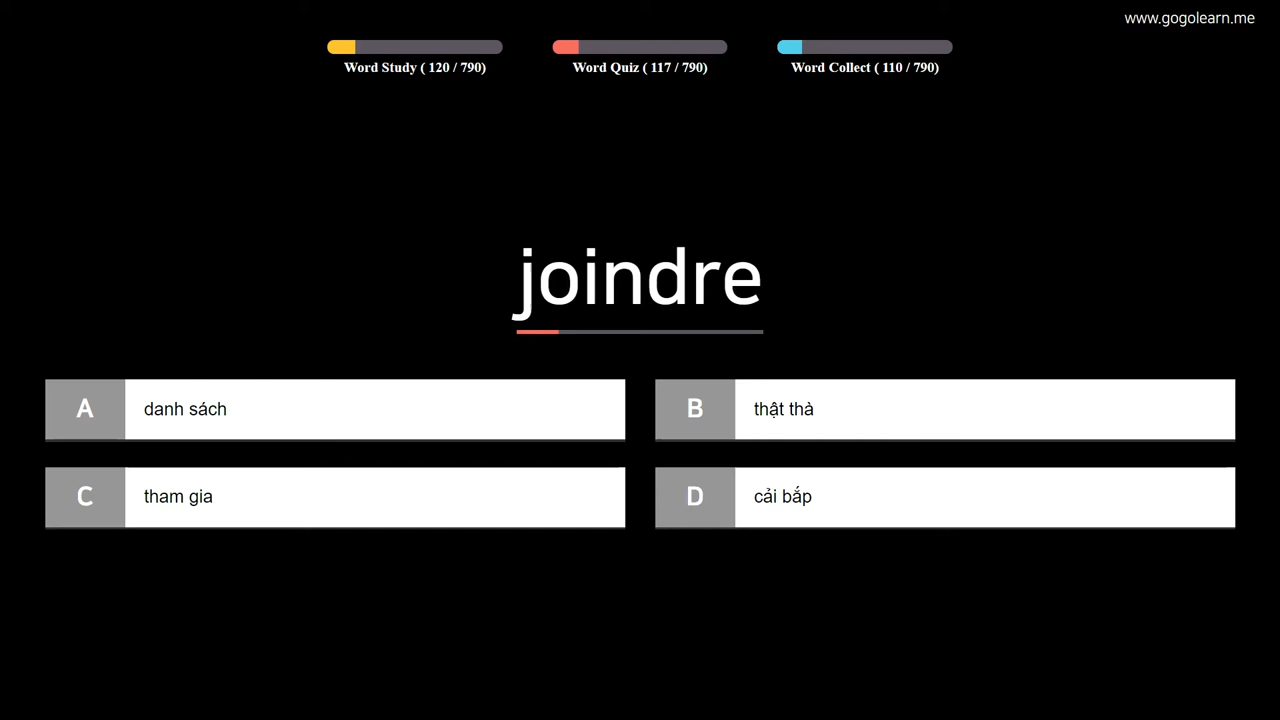 www.gogolearn.me
Word Study ( 120 / 790)
Word Quiz ( 117 / 790)
Word Collect ( 110 / 790)
joindre
A danh sách
B thật thà
C tham gia
D cải bắp